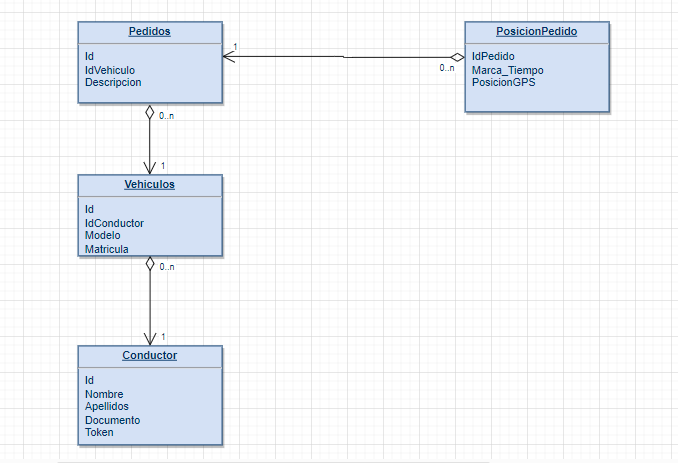 Pedidos
Id
IdVehiculo
Descripcion
1
0..n
PosicionPedido
IdPedido
Marca_Tiempo
PosicionGPS
0..n
1
Vehiculos
Id
IdConductor
Modelo
Matricula
0..n
1
Conductor
Id
Nombre
Apellidos
Documento
Token